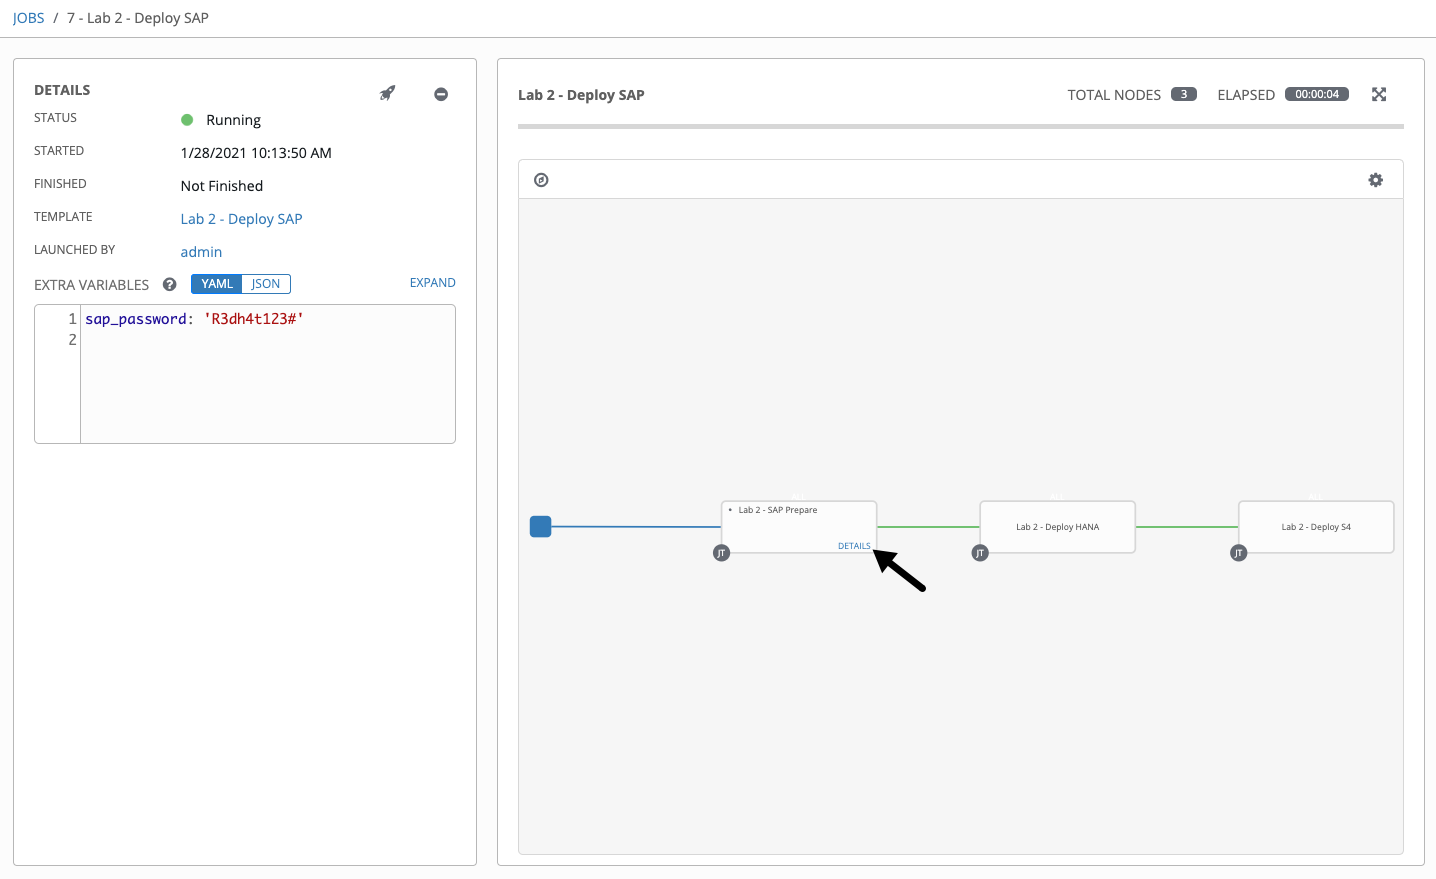 JOBS / 7 - Lab 2 - Deploy SAP
DETAILS
STATUS Running
STARTED 1/28/2021 10:13:50 AM
FINISHED Not Finished
TEMPLATE Lab 2 - Deploy SAP
LAUNCHED BY admin
EXTRA VARIABLES ? YAML JSON EXPAND
1 sap_password: 'R3dh4t123#'
2
Lab 2 - Deploy SAP TOTAL NODES 3 ELAPSED 00:00:04
ALL ALL ALL
• Lab 2 - SAP Prepare
DETAILS
JT
Lab 2 - Deploy HANA
JT
Lab 2 - Deploy S4
JT